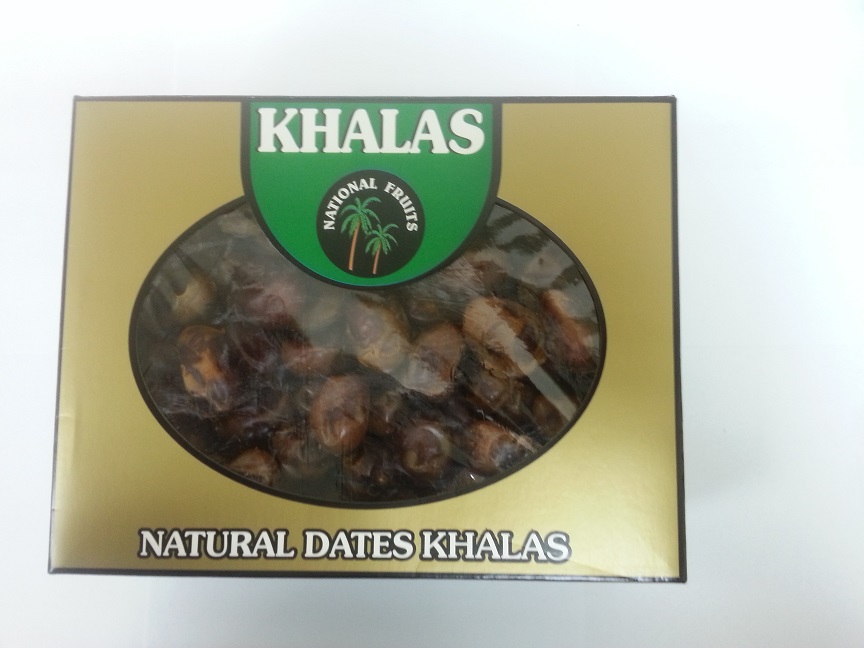 KHALAS
NATIONAL FRUITS
NATURAL DATES KHALAS